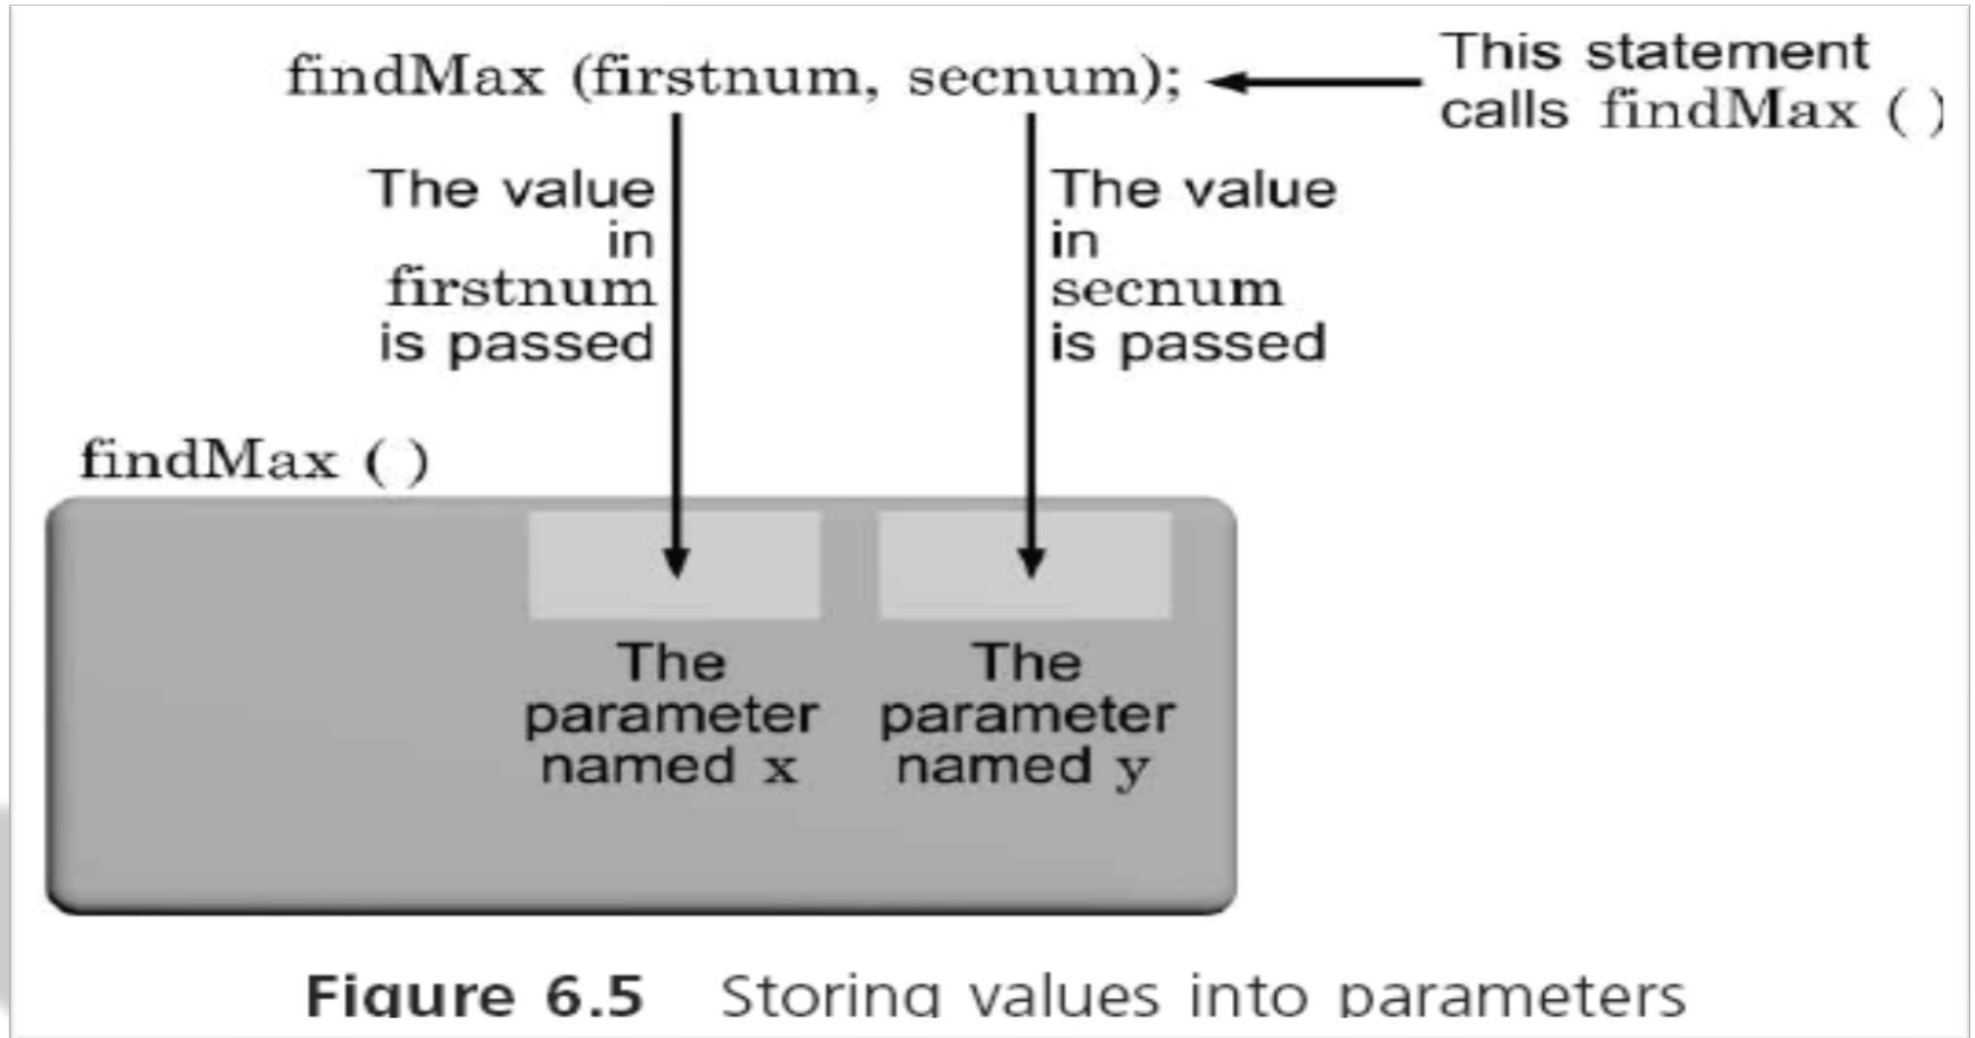 findMax (firstnum, secnum);
This statement
calls findMax ( )
The value
in
firstnum
is passed
The value
in
secnum
is passed
findMax ( )
The
parameter
named x
The
parameter
named y
Figure 6.5 Storing values into parameters